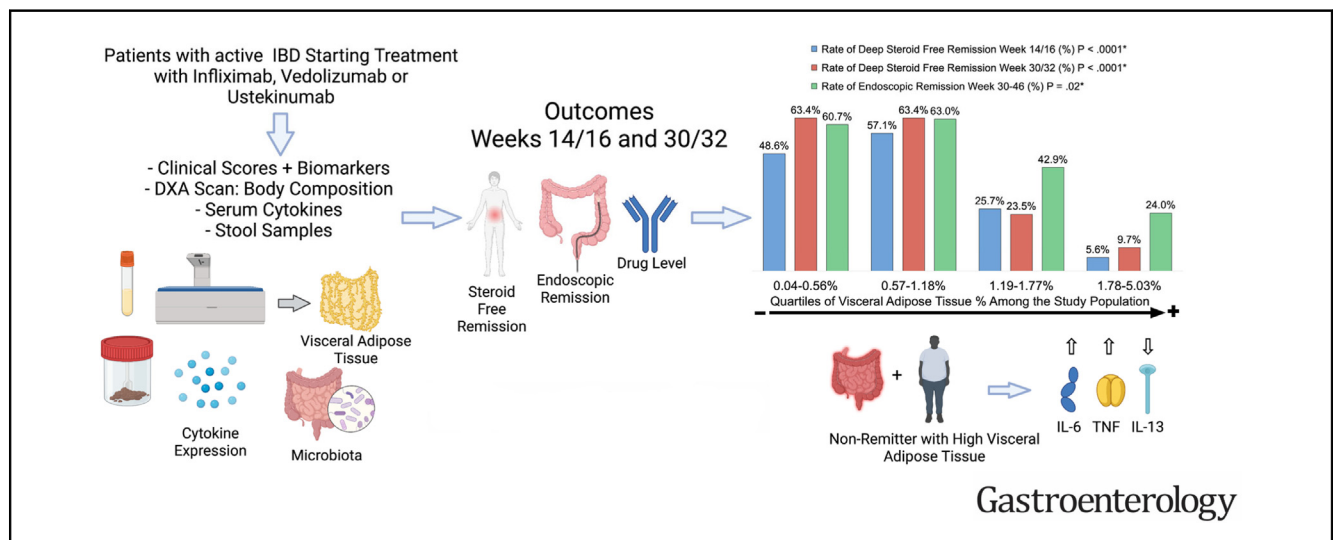 Patients with active IBD Starting Treatment
with Infliximab, Vedolizumab or
Ustekinumab
- Clinical Scores + Biomarkers
- DXA Scan: Body Composition
- Serum Cytokines
- Stool Samples
Visceral Adipose
Tissue
Cytokine
Expression
Microbiota
Outcomes
Weeks 14/16 and 30/32
Steroid
Free
Remission
Endoscopic
Remission
Drug Level
Rate of Deep Steroid Free Remission Week 14/16 (%) P < .0001*
Rate of Deep Steroid Free Remission Week 30/32 (%) P < .0001*
Rate of Endoscopic Remission Week 30-46 (%) P = .02*
48.6%
63.4%
60.7%
57.1%
63.4%
63.0%
25.7%
23.5%
42.9%
5.6%
9.7%
24.0%
0.04-0.56%
0.57-1.18%
1.19-1.77%
1.78-5.03%
Quartiles of Visceral Adipose Tissue % Among the Study Population
- +
+
Non-Remitter with High Visceral
Adipose Tissue
IL-6
TNF
IL-13
Gastroenterology